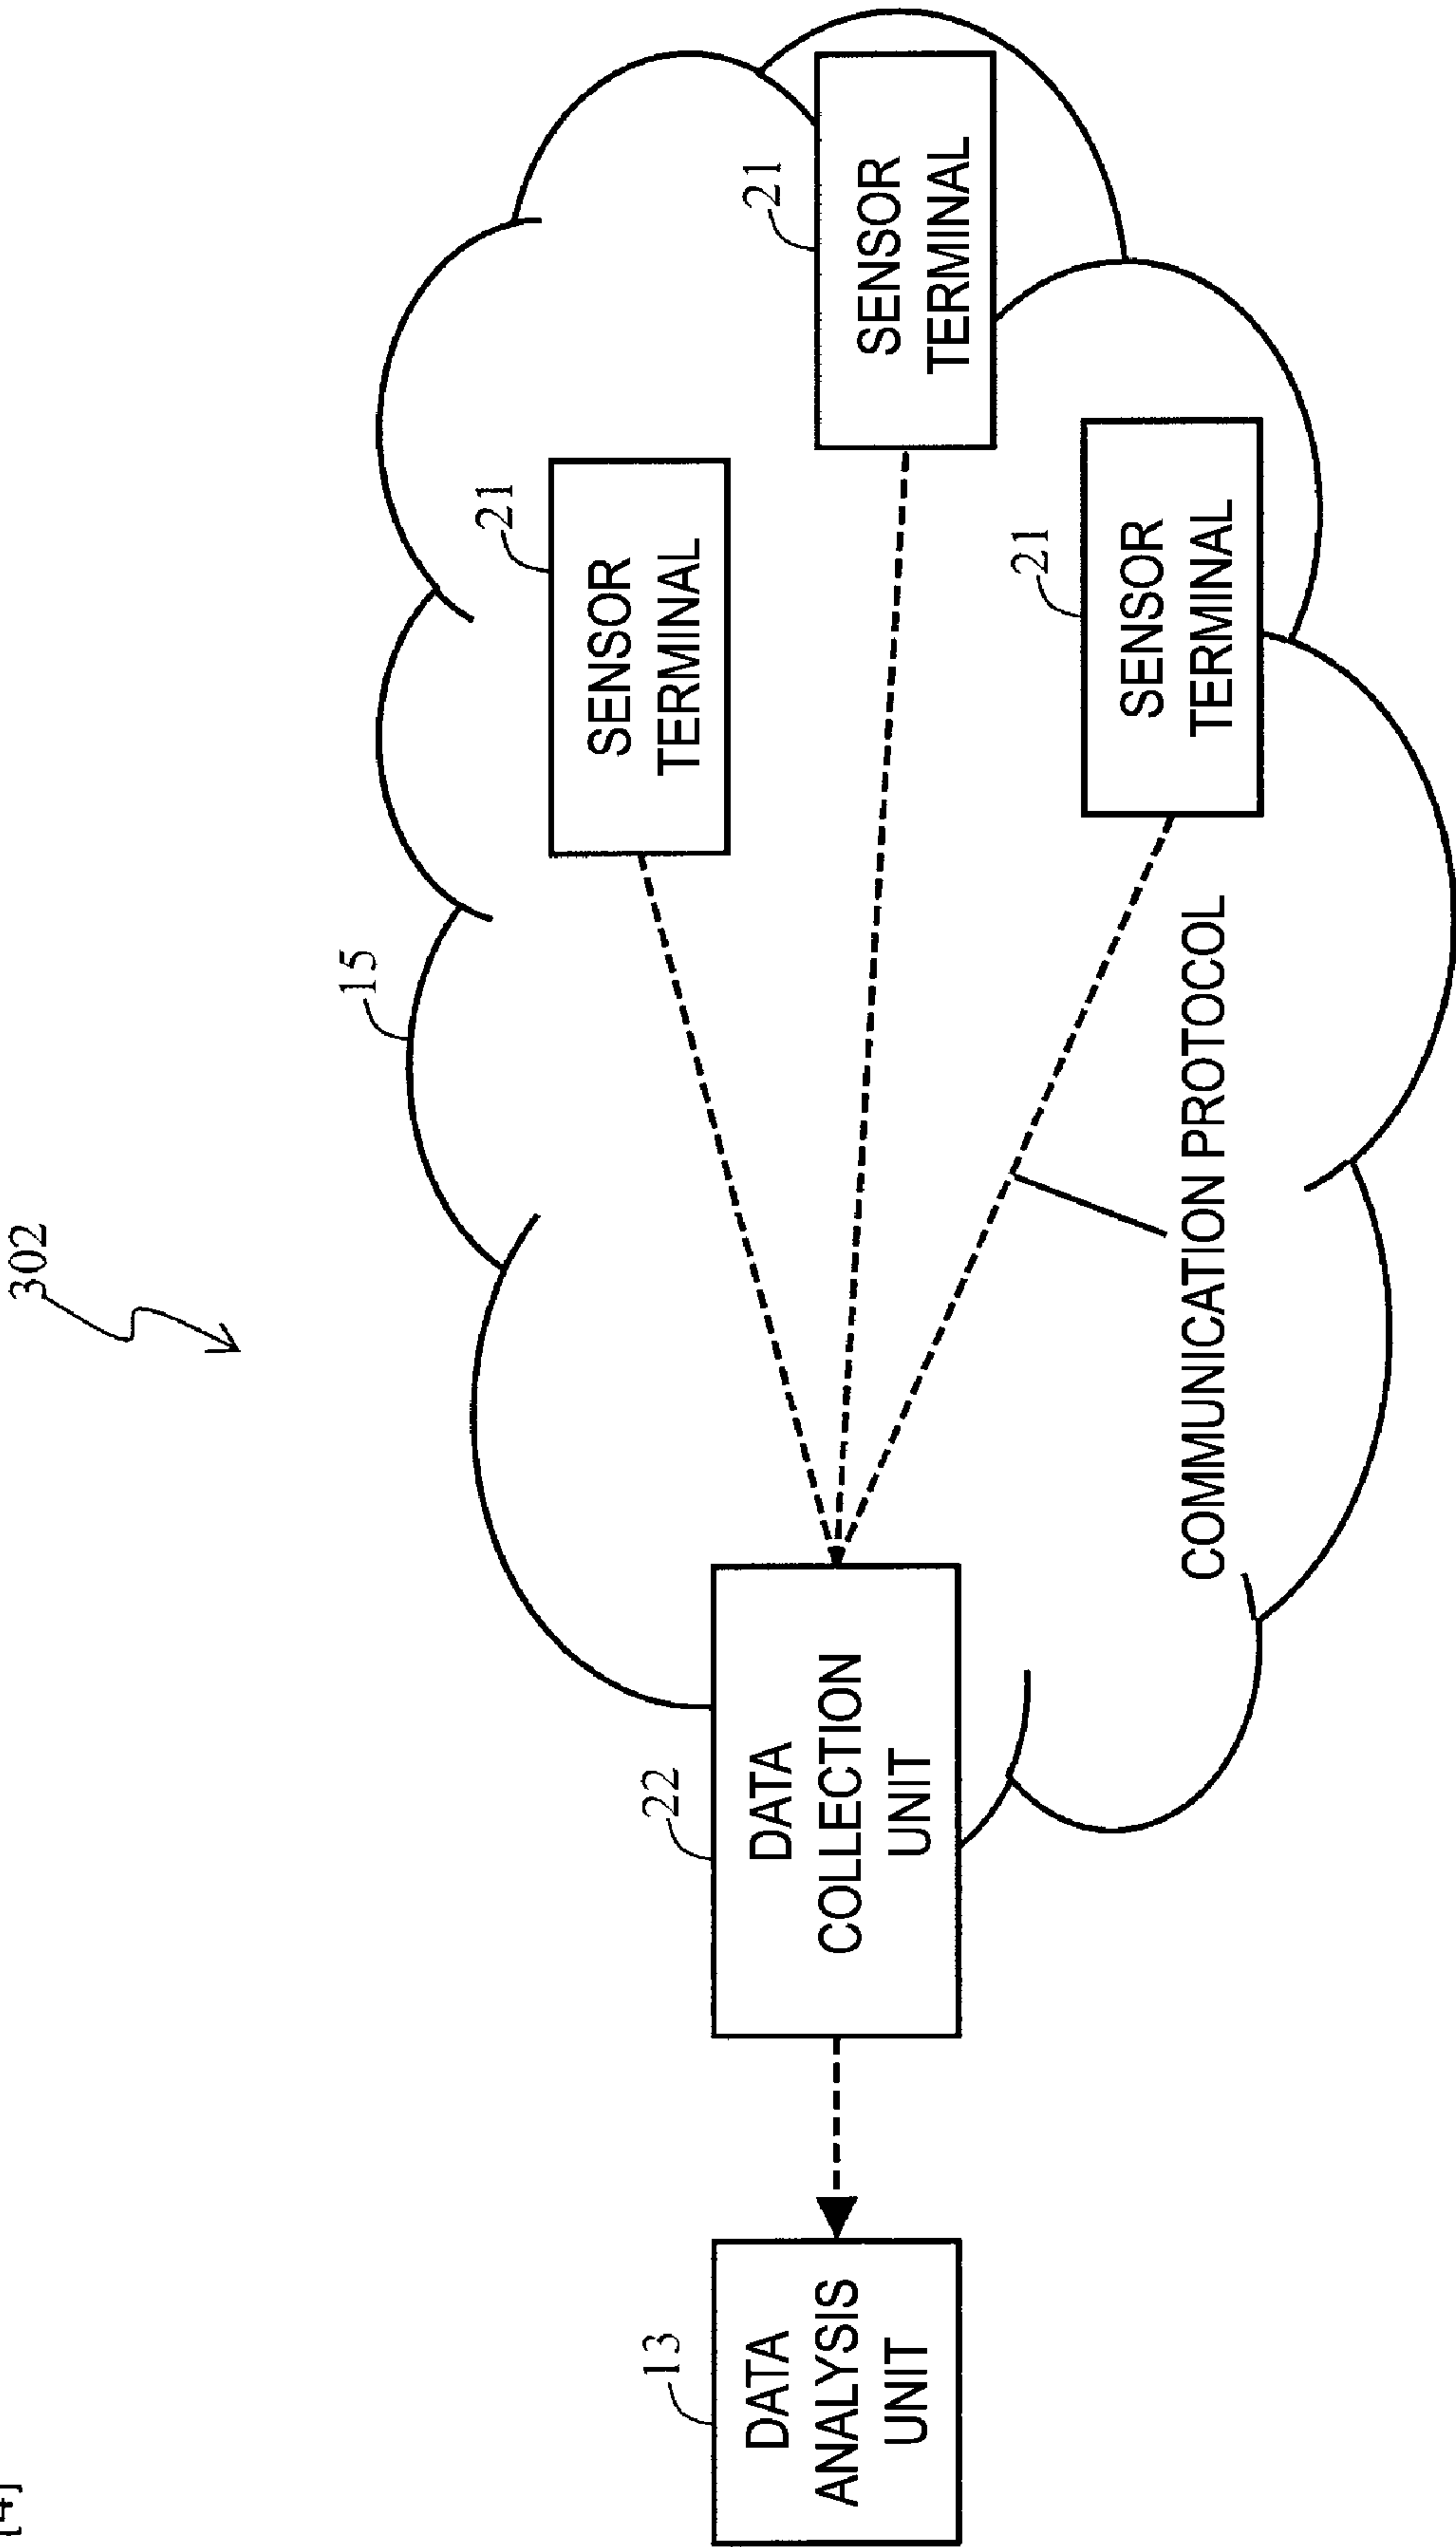 [4]
302
15
21
SENSOR
TERMINAL
21
SENSOR
TERMINAL
21
SENSOR
TERMINAL
13
DATA
ANALYSIS
UNIT
22
DATA
COLLECTION
UNIT
COMMUNICATION PROTOCOL